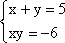 x + y = 5
xy = −6